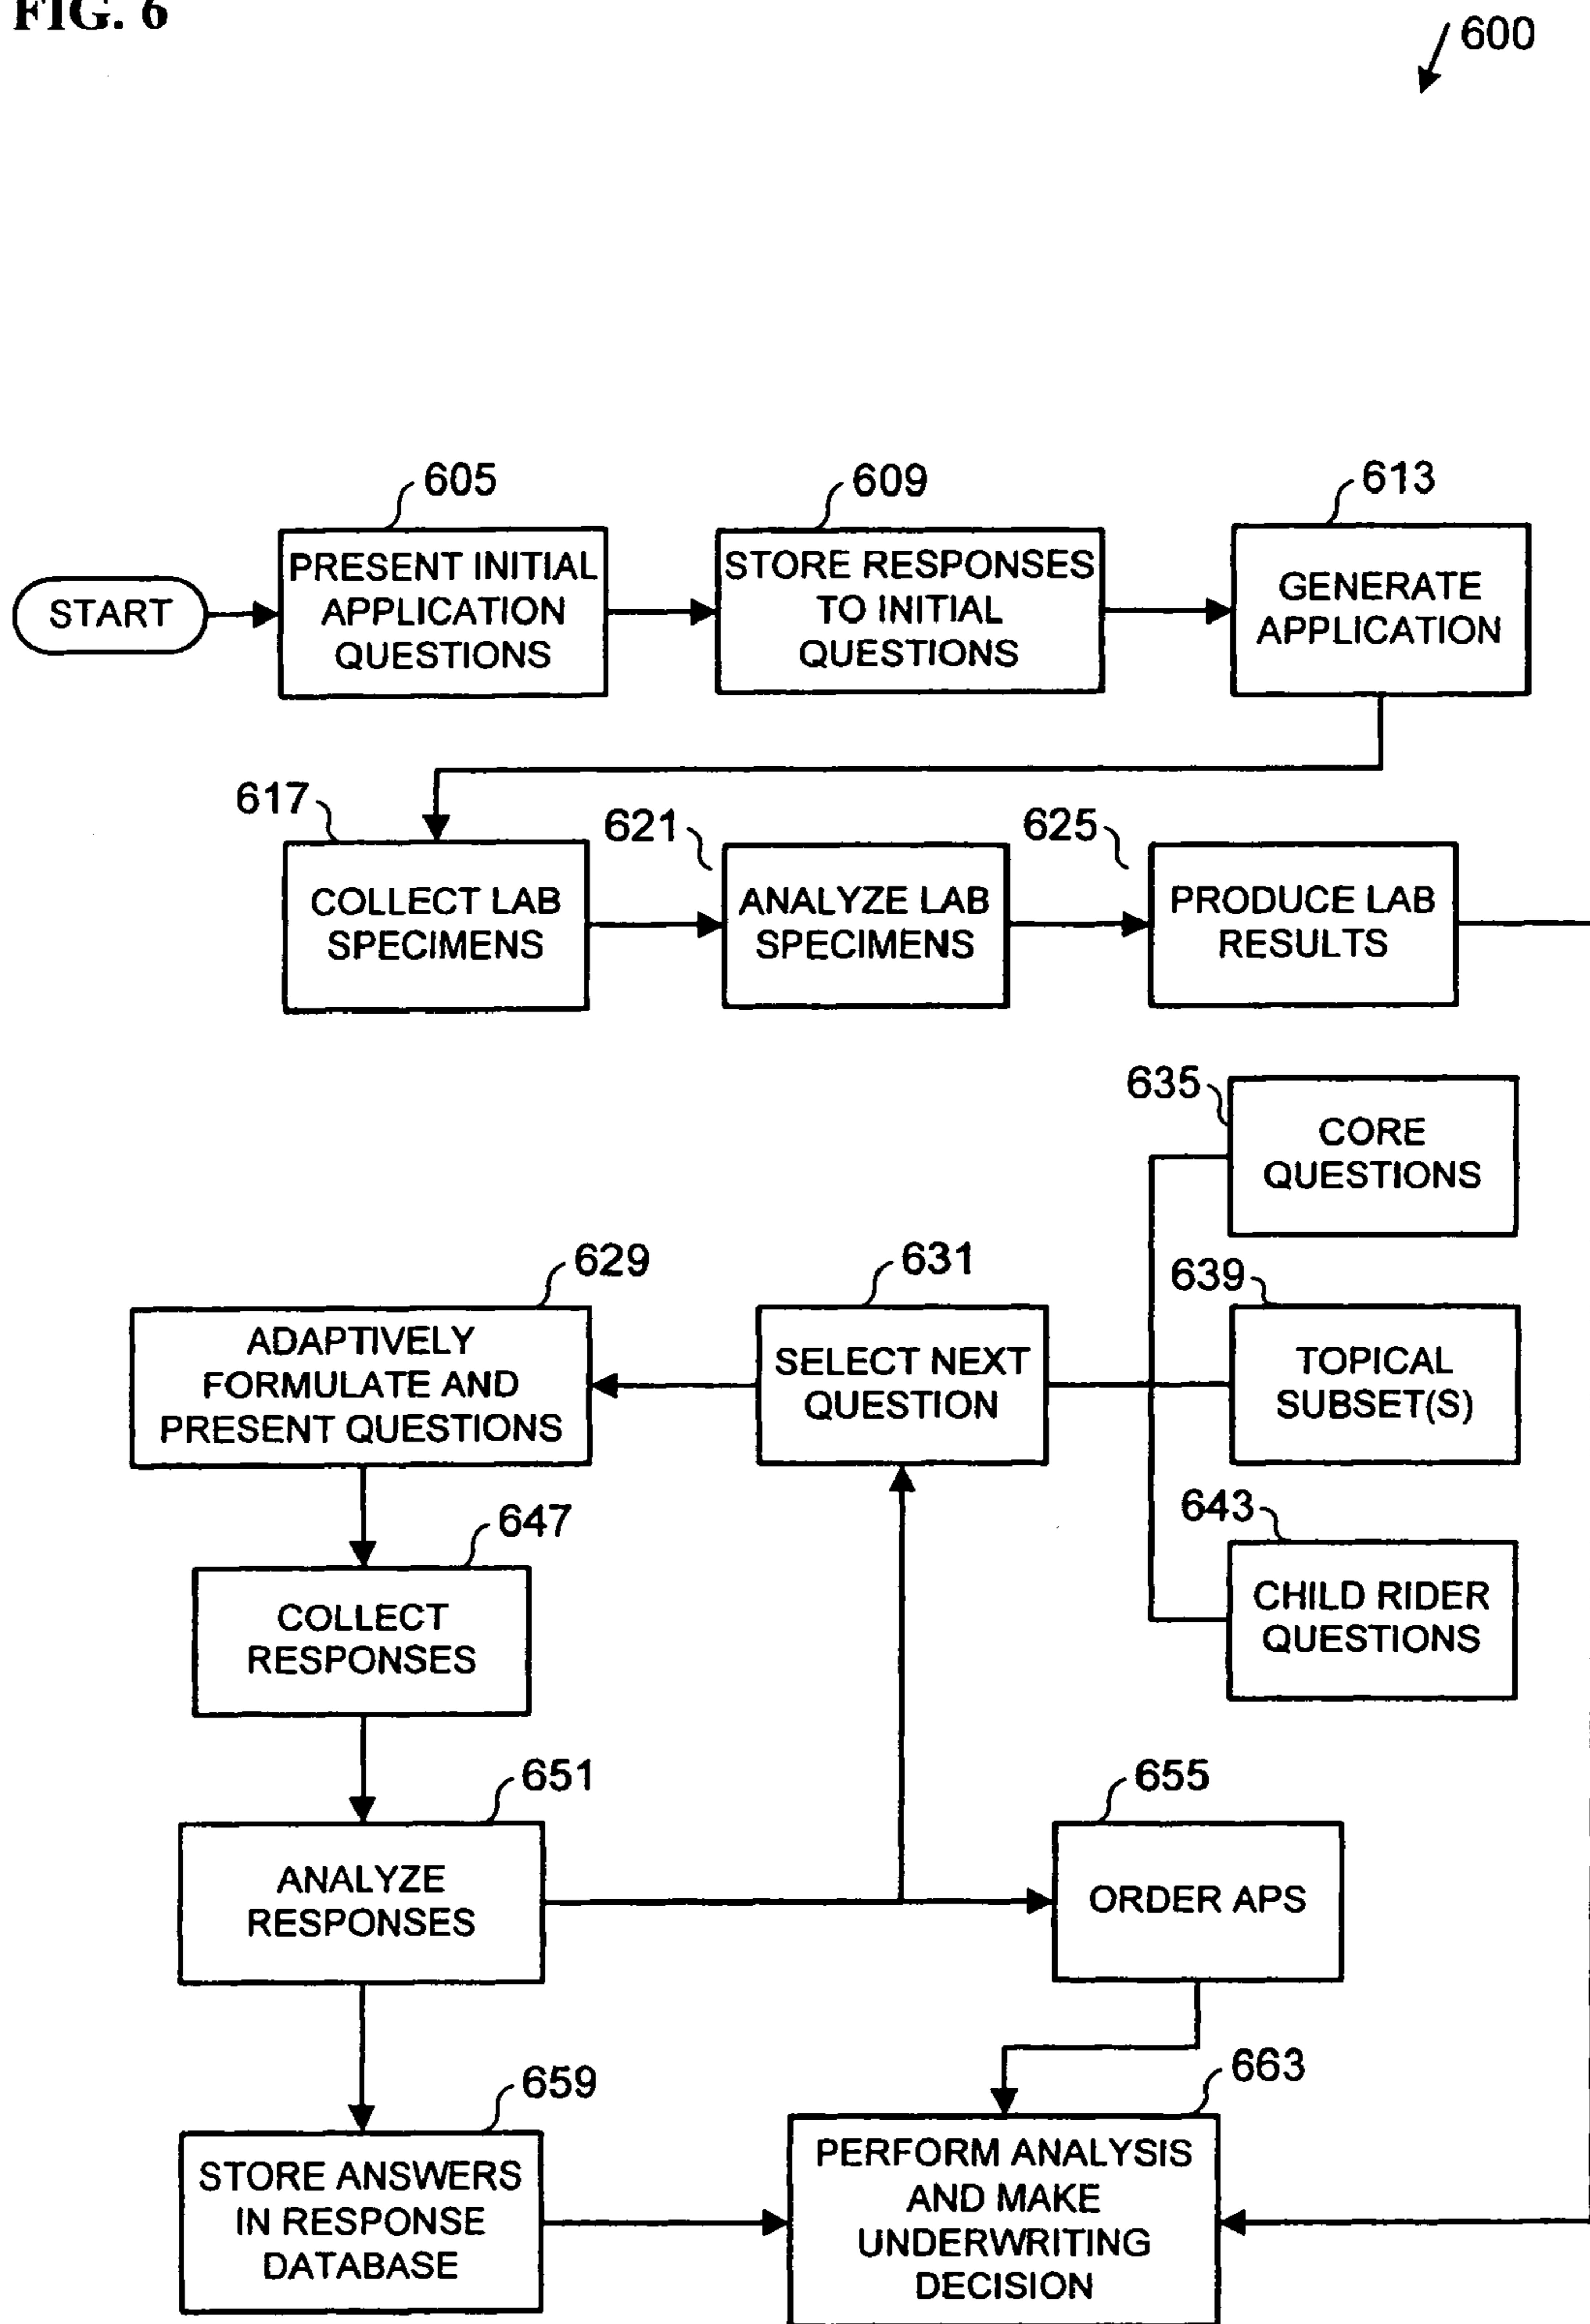 FIG. 6
600
605
609
613
START
PRESENT INITIAL
APPLICATION
QUESTIONS
STORE RESPONSES
TO INITIAL
QUESTIONS
GENERATE
APPLICATION
617
621
625
COLLECT LAB
SPECIMENS
ANALYZE LAB
SPECIMENS
PRODUCE LAB
RESULTS
635
CORE
QUESTIONS
629
631
639
ADAPTIVELY
FORMULATE AND
PRESENT QUESTIONS
SELECT NEXT
QUESTION
TOPICAL
SUBSET(S)
647
643
COLLECT
RESPONSES
CHILD RIDER
QUESTIONS
651
655
ANALYZE
RESPONSES
ORDER APS
659
663
STORE ANSWERS
IN RESPONSE
DATABASE
PERFORM ANALYSIS
AND MAKE
UNDERWRITING
DECISION